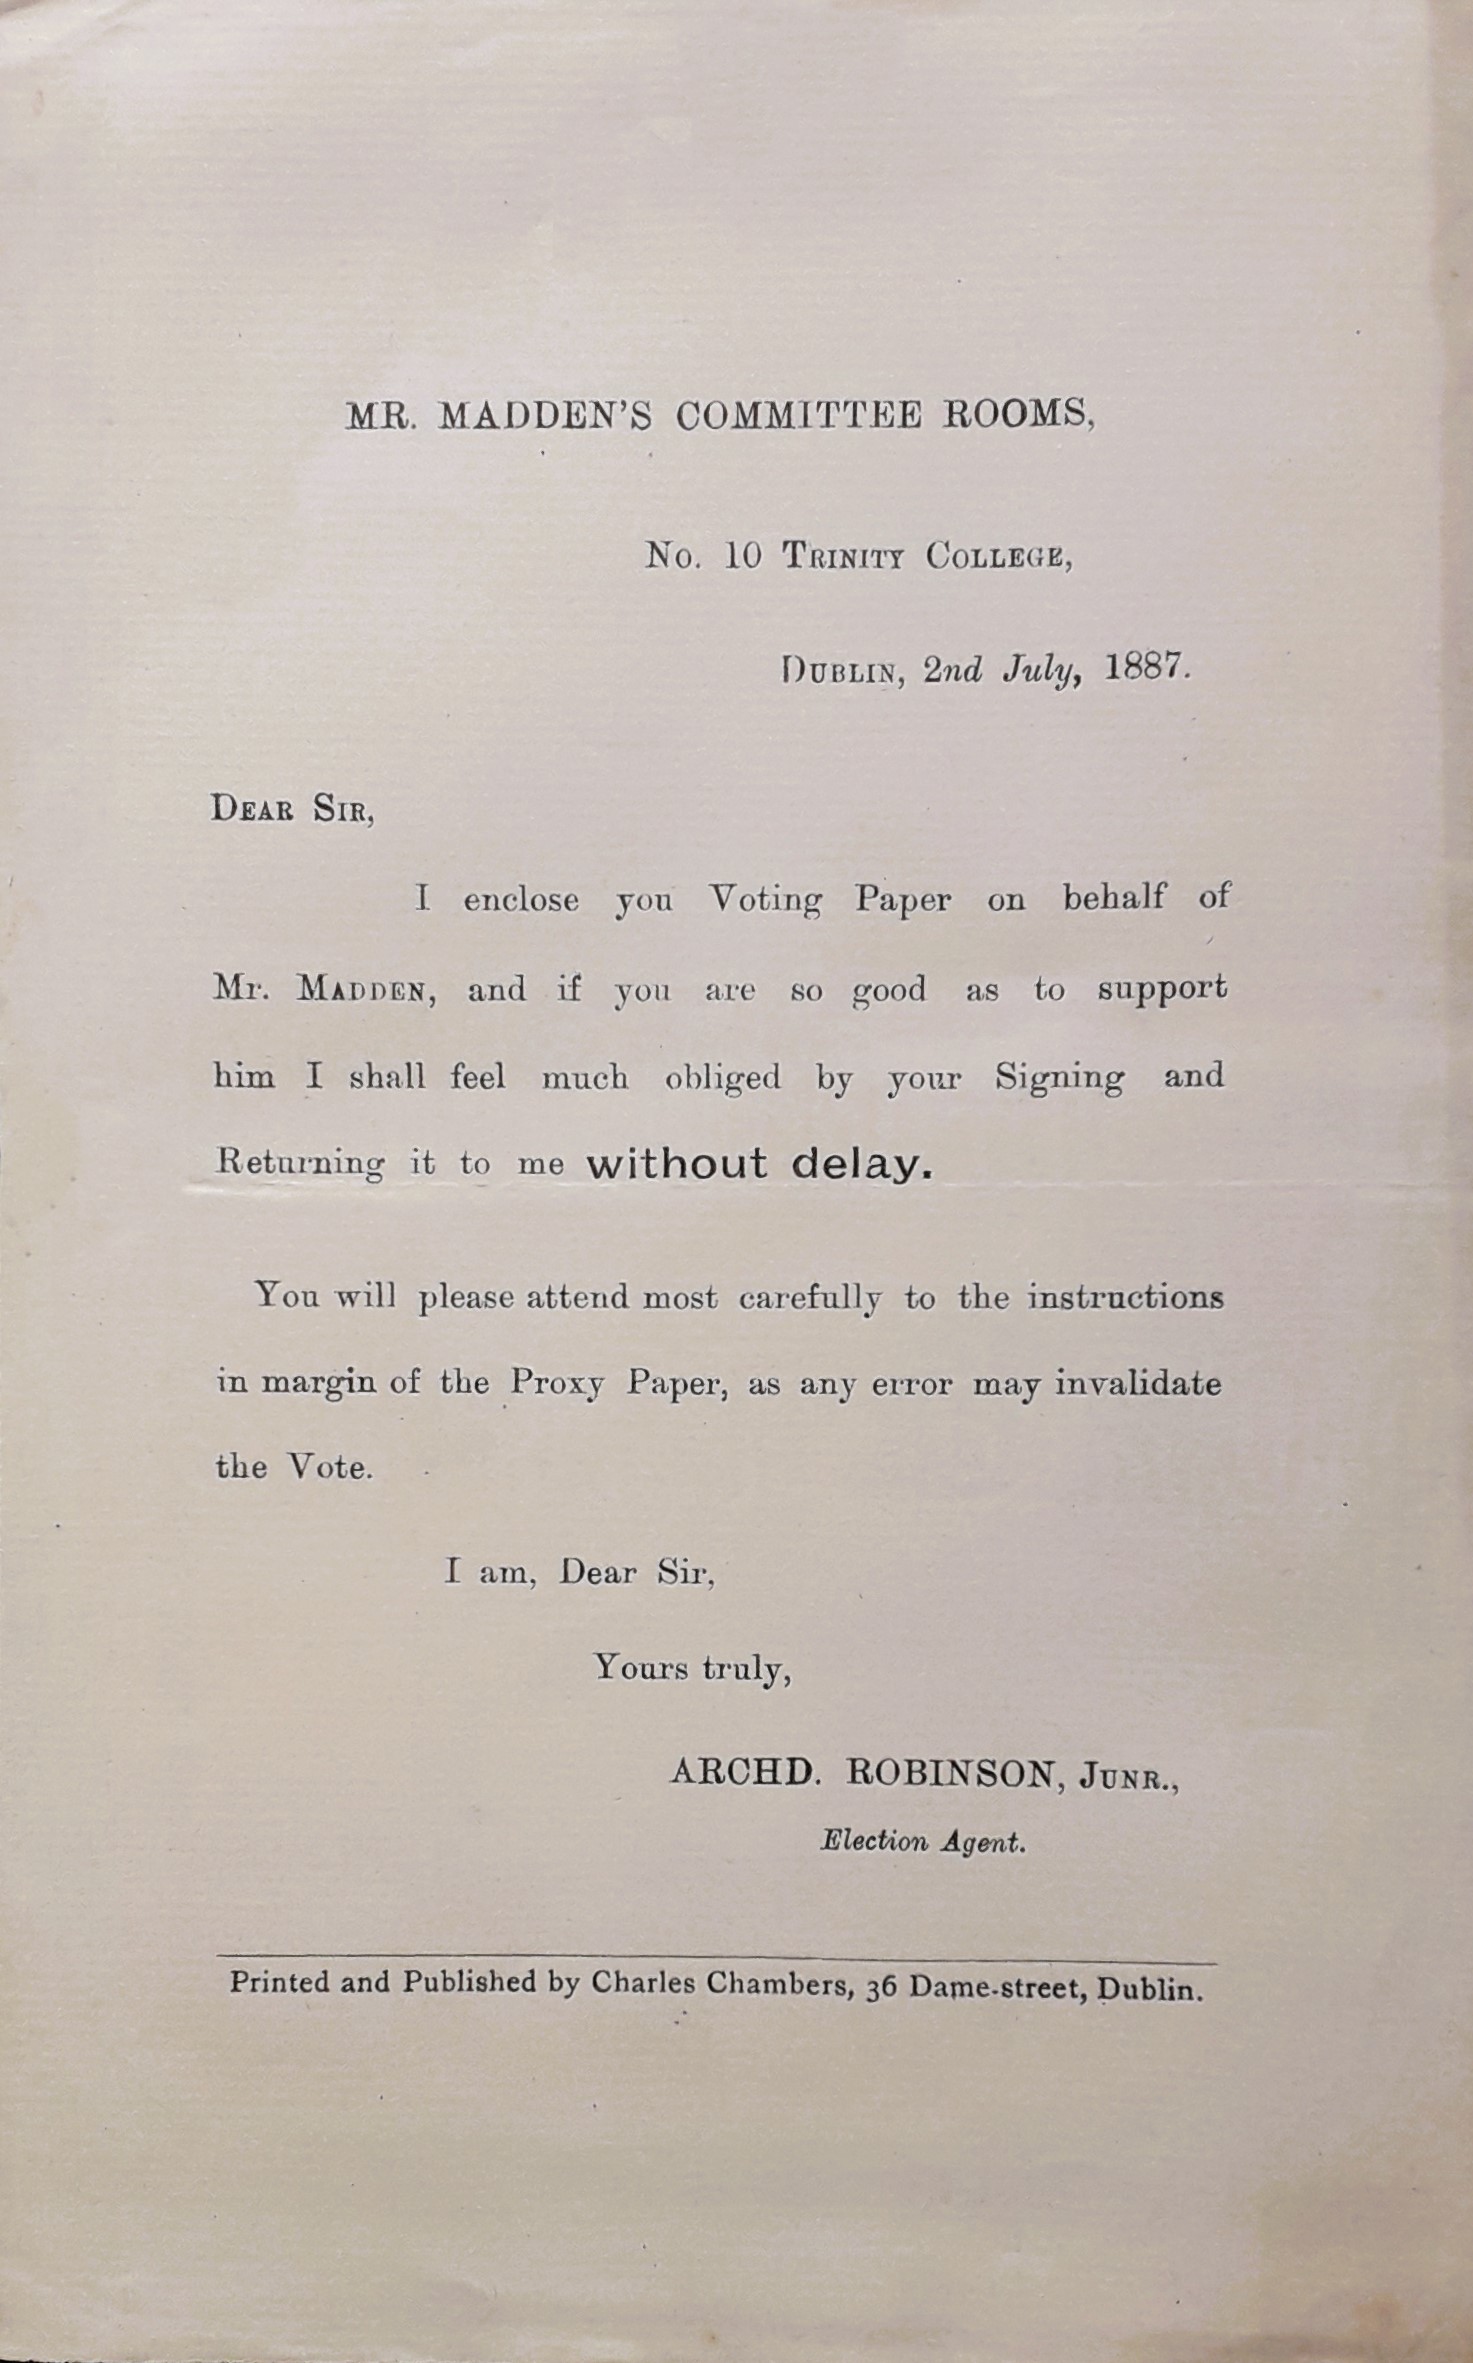 MR. MADDEN'S COMMITTEE ROOMS,
No. 10 Trinity College,
Dublin, 2nd July, 1887.
Dear Sir,
I enclose you Voting Paper on behalf of
Mr. Madden, and if you are so good as to support
him I shall feel much obliged by your Signing and
Returning it to me without delay.
You will please attend most carefully to the instructions
in margin of the Proxy Paper, as any error may invalidate
the Vote.
I am, Dear Sir,
Yours truly,
ARCHD. ROBINSON, Junr.,
Election Agent.
Printed and Published by Charles Chambers, 36 Dame-street, Dublin.